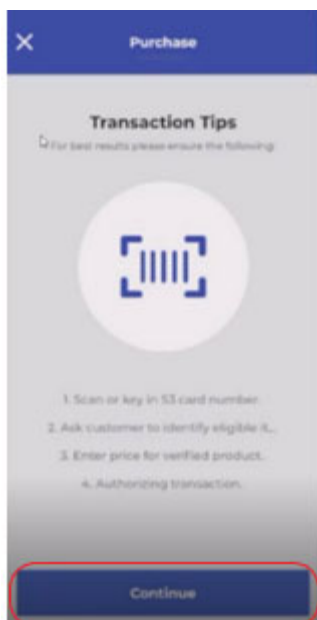 Purchase
Transaction Tips
For best results please ensure the following:
1. Scan or key in S3 card number.
2. Ask customer to identify eligible it...
3. Enter price for verified product.
4. Authorizing transaction.
Continue